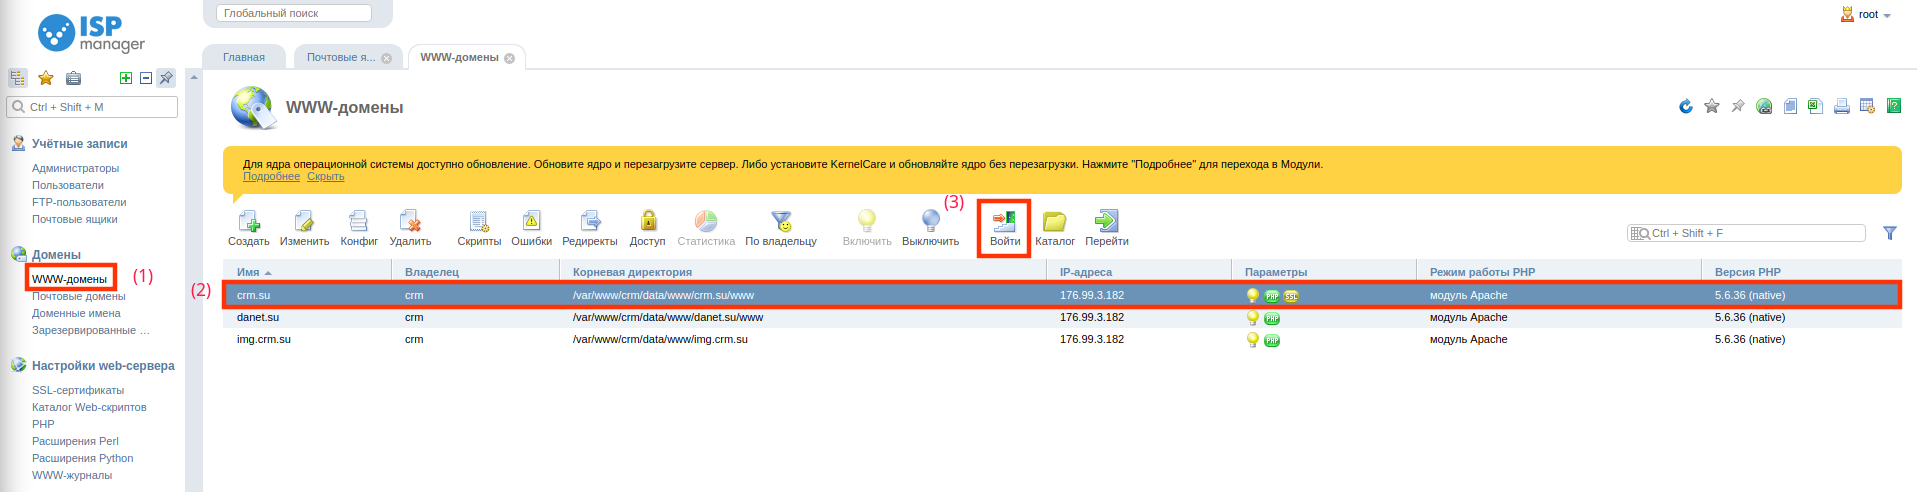 ISP
manager
Глобальный поиск
root
Главная
Почтовые я...
WWW-домены
Ctrl + Shift + M
WWW-домены
Учётные записи
Администраторы
Пользователи
FTP-пользователи
Почтовые ящики
Домены
WWW-домены (1)
Почтовые домены
Доменные имена
Зарезервированные ...
Настройки web-сервера
SSL-сертификаты
Каталог Web-скриптов
PHP
Расширения Perl
Расширения Python
WWW-журналы
Для ядра операционной системы доступно обновление. Обновите ядро и перезагрузите сервер. Либо установите KernelCare и обновляйте ядро без перезагрузки. Нажмите "Подробнее" для перехода в Модули.
Подробнее Скрыть
(3)
Создать Изменить Конфиг Удалить Скрипты Ошибки Редиректы Доступ Статистика По владельцу Включить Выключить Войти Каталог Перейти
Ctrl + Shift + F
Имя Владелец Корневая директория IP-адреса Параметры Режим работы PHP Версия PHP
(2) crm.su crm /var/www/crm/data/www/crm.su/www 176.99.3.182 PHP SSL модуль Apache 5.6.36 (native)
danet.su crm /var/www/crm/data/www/danet.su/www 176.99.3.182 PHP модуль Apache 5.6.36 (native)
img.crm.su crm /var/www/crm/data/www/img.crm.su 176.99.3.182 PHP модуль Apache 5.6.36 (native)